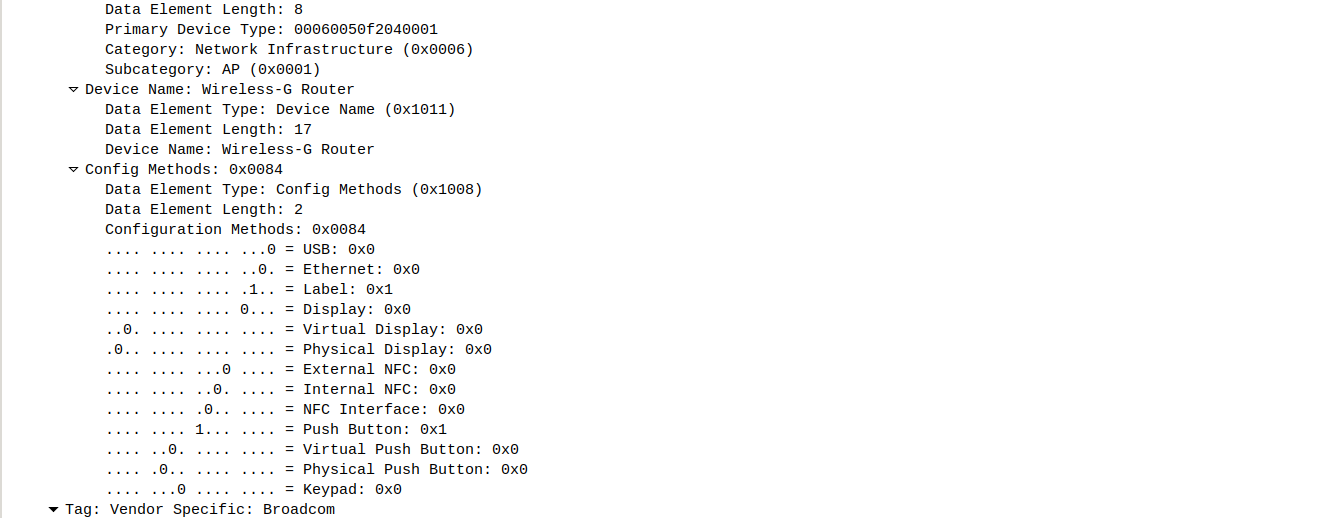 Data Element Length: 8
Primary Device Type: 00060050f2040001
Category: Network Infrastructure (0x0006)
Subcategory: AP (0x0001)
Device Name: Wireless-G Router
Data Element Type: Device Name (0x1011)
Data Element Length: 17
Device Name: Wireless-G Router
Config Methods: 0x0084
Data Element Type: Config Methods (0x1008)
Data Element Length: 2
Configuration Methods: 0x0084
.... .... .... ...0 = USB: 0x0
.... .... .... ..0. = Ethernet: 0x0
.... .... .... .1.. = Label: 0x1
.... .... .... 0... = Display: 0x0
..0. .... .... .... = Virtual Display: 0x0
.0.. .... .... .... = Physical Display: 0x0
.... .... ...0 .... = External NFC: 0x0
.... .... ..0. .... = Internal NFC: 0x0
.... .... .0.. .... = NFC Interface: 0x0
.... .... 1... .... = Push Button: 0x1
.... ..0. .... .... = Virtual Push Button: 0x0
.... .0.. .... .... = Physical Push Button: 0x0
.... ...0 .... .... = Keypad: 0x0
Tag: Vendor Specific: Broadcom